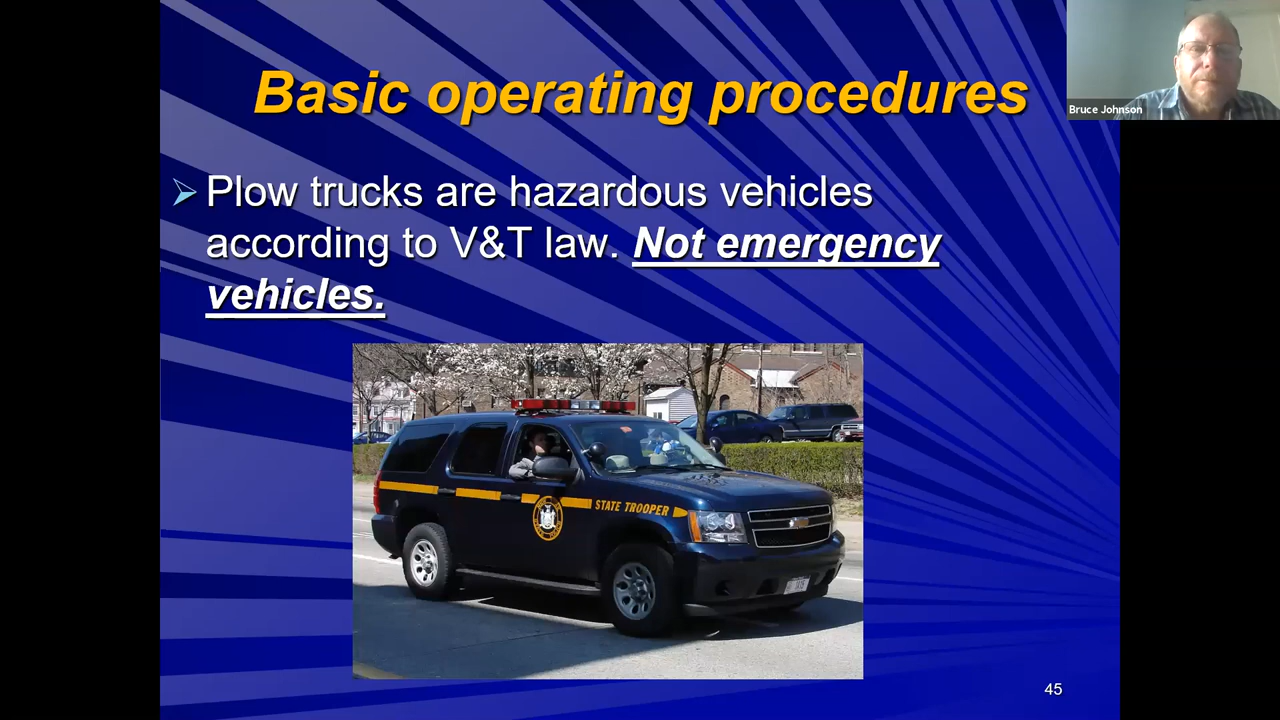 Basic operating procedures
Bruce Johnson
Plow trucks are hazardous vehicles
according to V&T law. Not emergency
vehicles.
STATE TROOPER
45